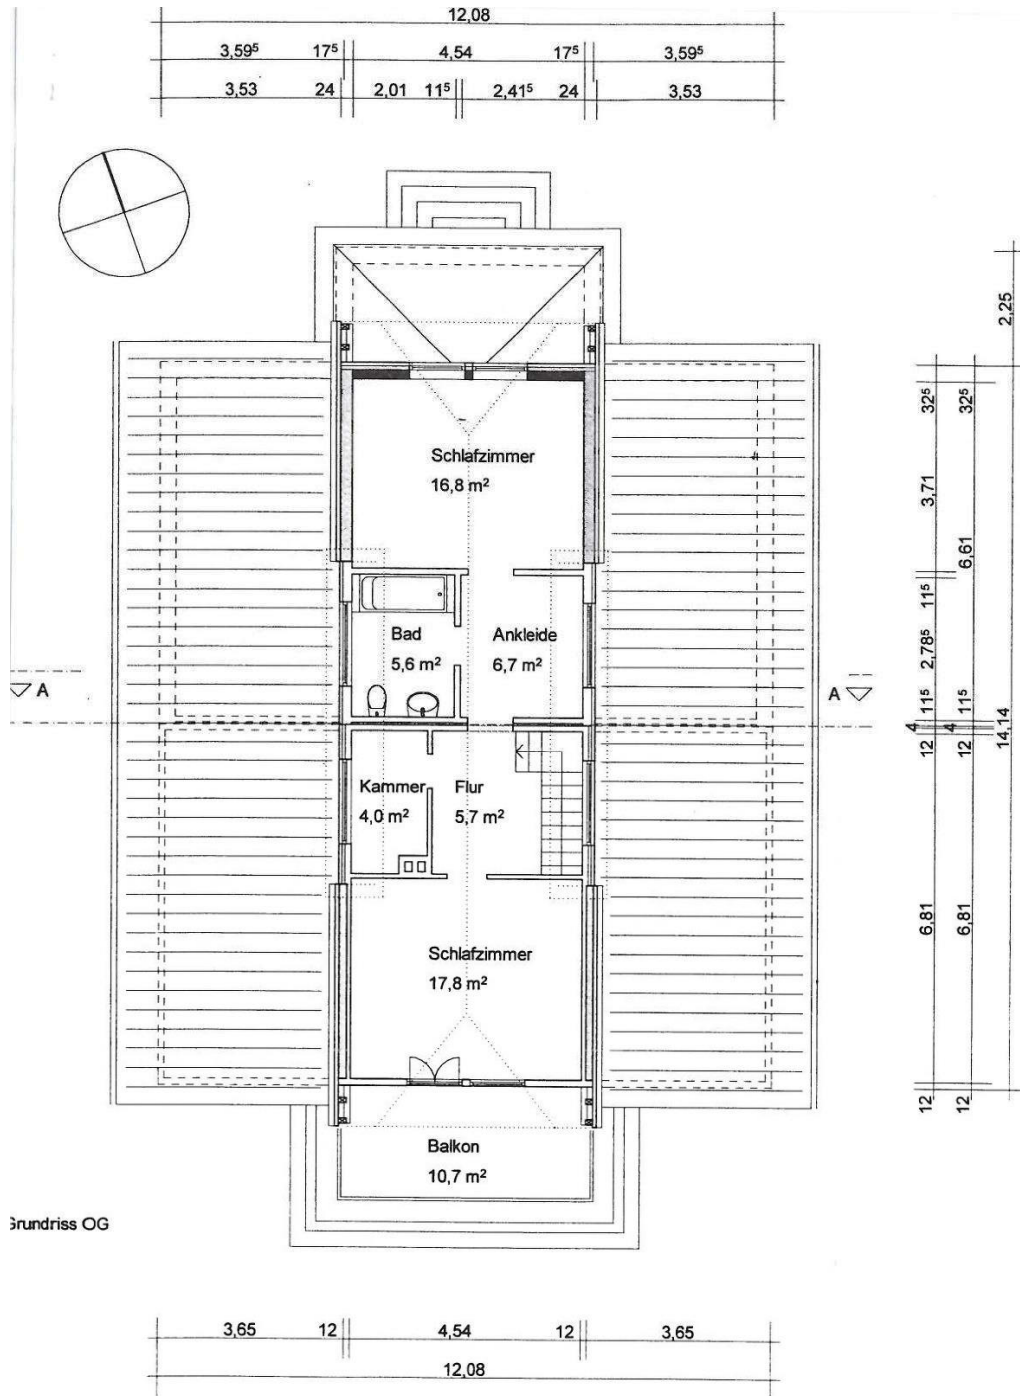 12,08
3,59⁵ 17⁵ 4,54 17⁵ 3,59⁵
3,53 24 2,01 11⁵ 2,41⁵ 24 3,53
2,25
32⁵ 32⁵
Schlafzimmer
16,8 m²
3,71
6,61
11⁵
Bad
5,6 m²
Ankleide
6,7 m²
2,78⁵
A
A
11⁵ 11⁵
4 4
14,14
12 12
Kammer
4,0 m²
Flur
5,7 m²
6,81 6,81
Schlafzimmer
17,8 m²
12 12
Balkon
10,7 m²
Grundriss OG
3,65 12 4,54 12 3,65
12,08